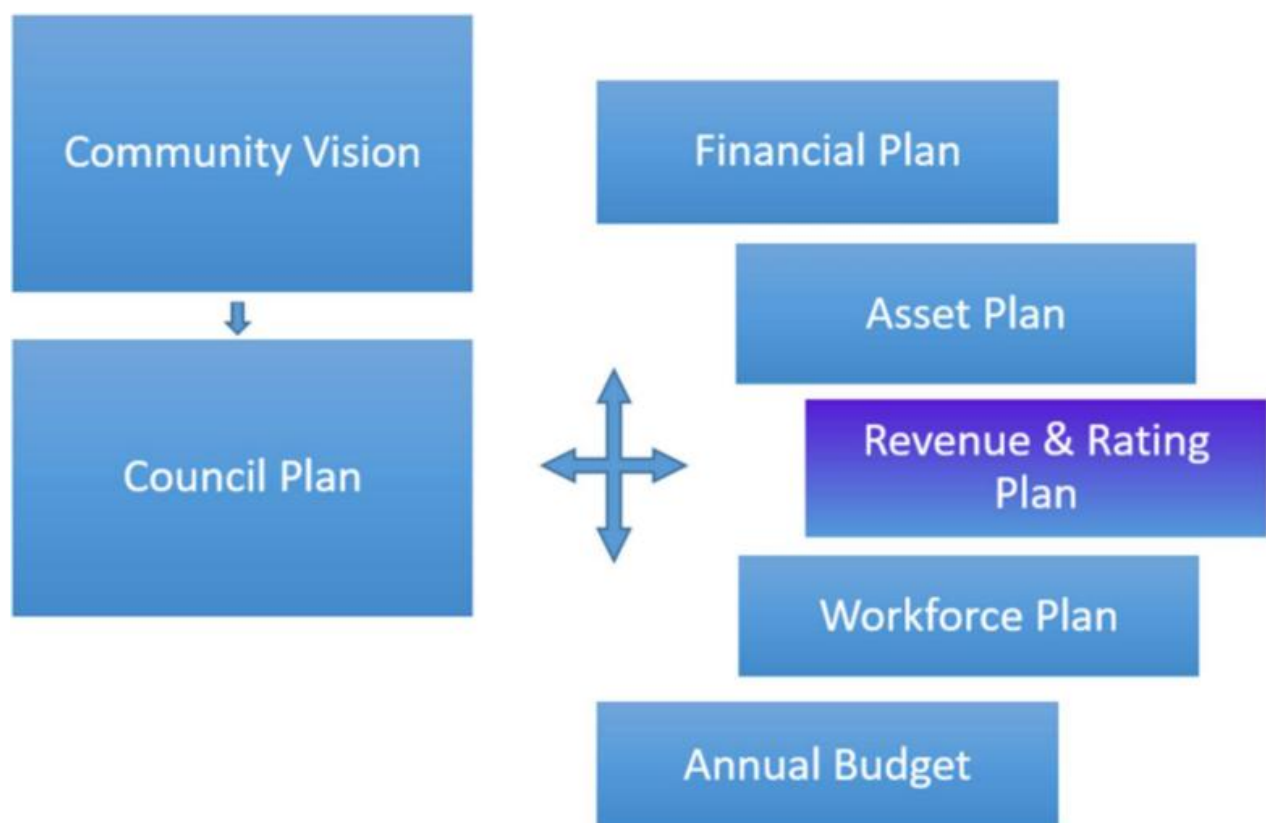 Community Vision
Council Plan
Financial Plan
Asset Plan
Revenue & Rating
Plan
Workforce Plan
Annual Budget